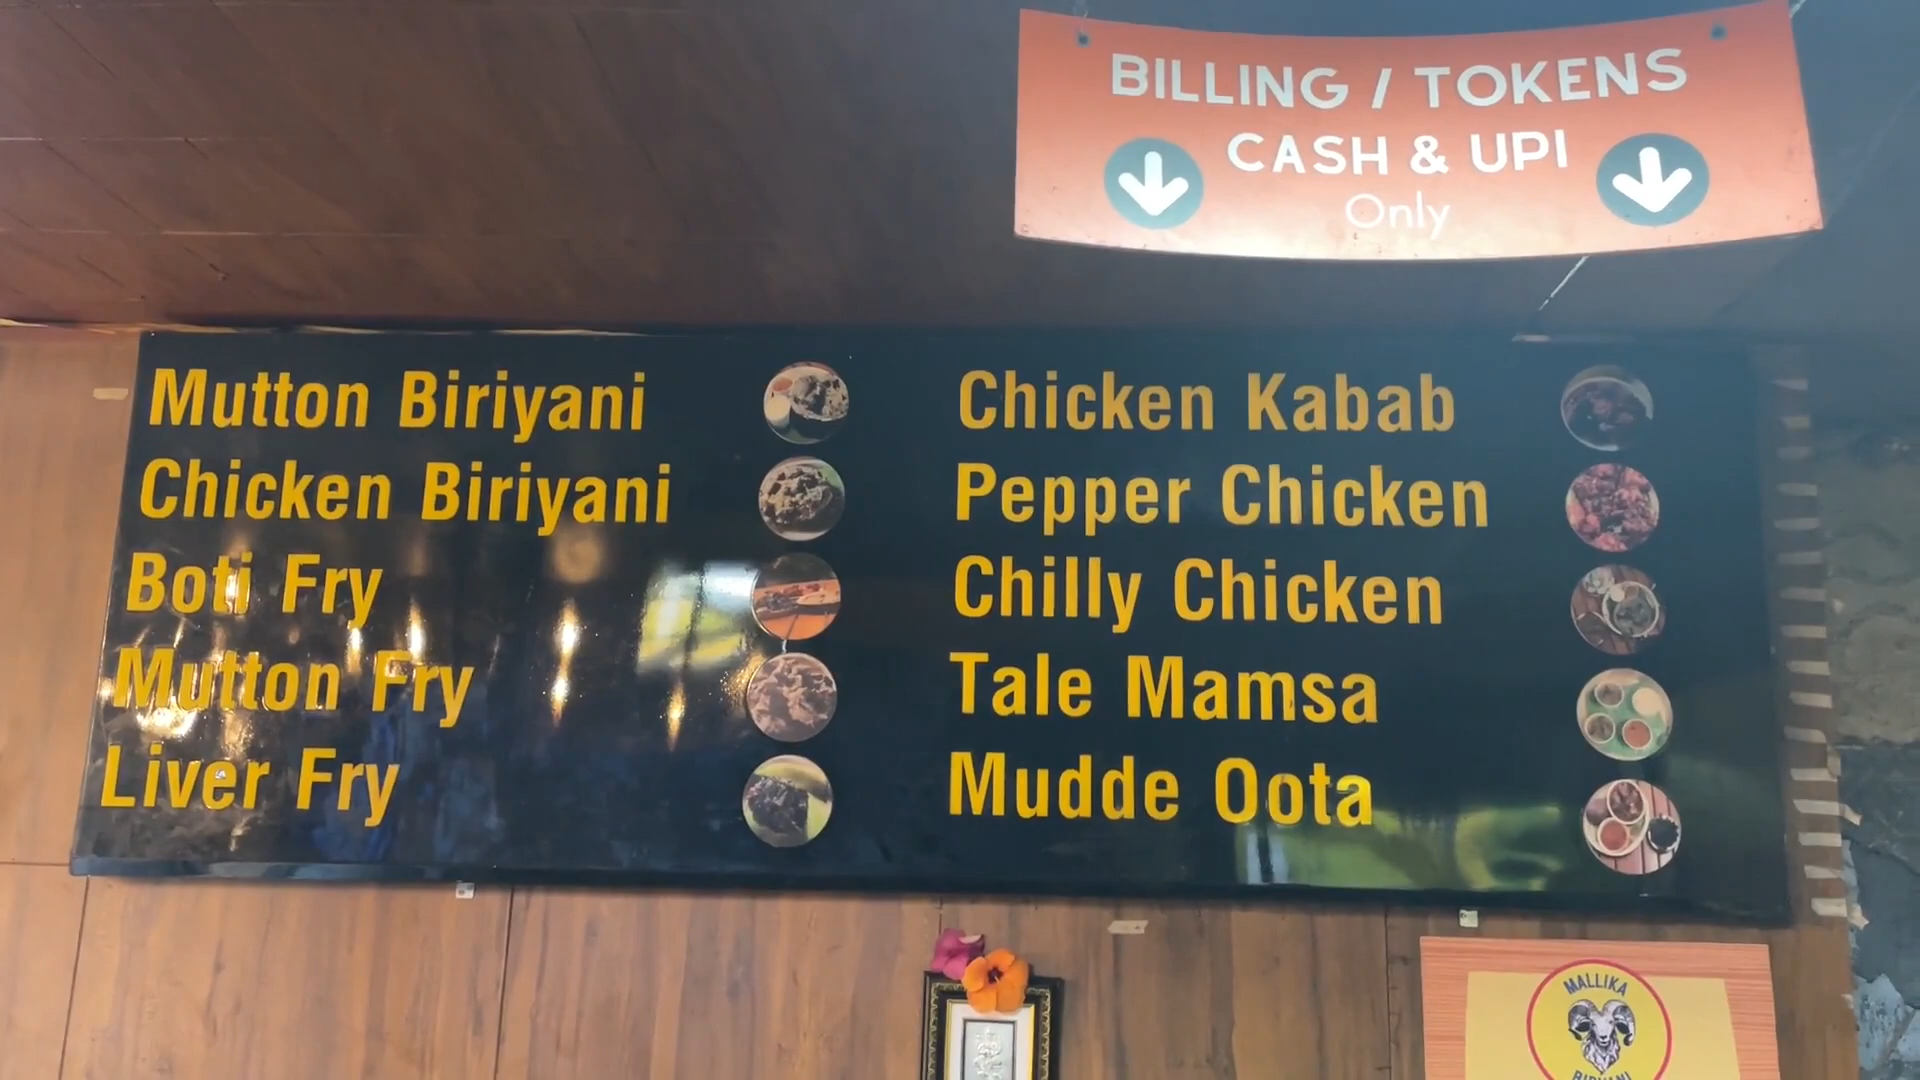 BILLING / TOKENS
CASH & UPI
Only
Mutton Biriyani
Chicken Biriyani
Boti Fry
Mutton Fry
Liver Fry
Chicken Kabab
Pepper Chicken
Chilly Chicken
Tale Mamsa
Mudde Oota
MALLIKA
BIRYANI